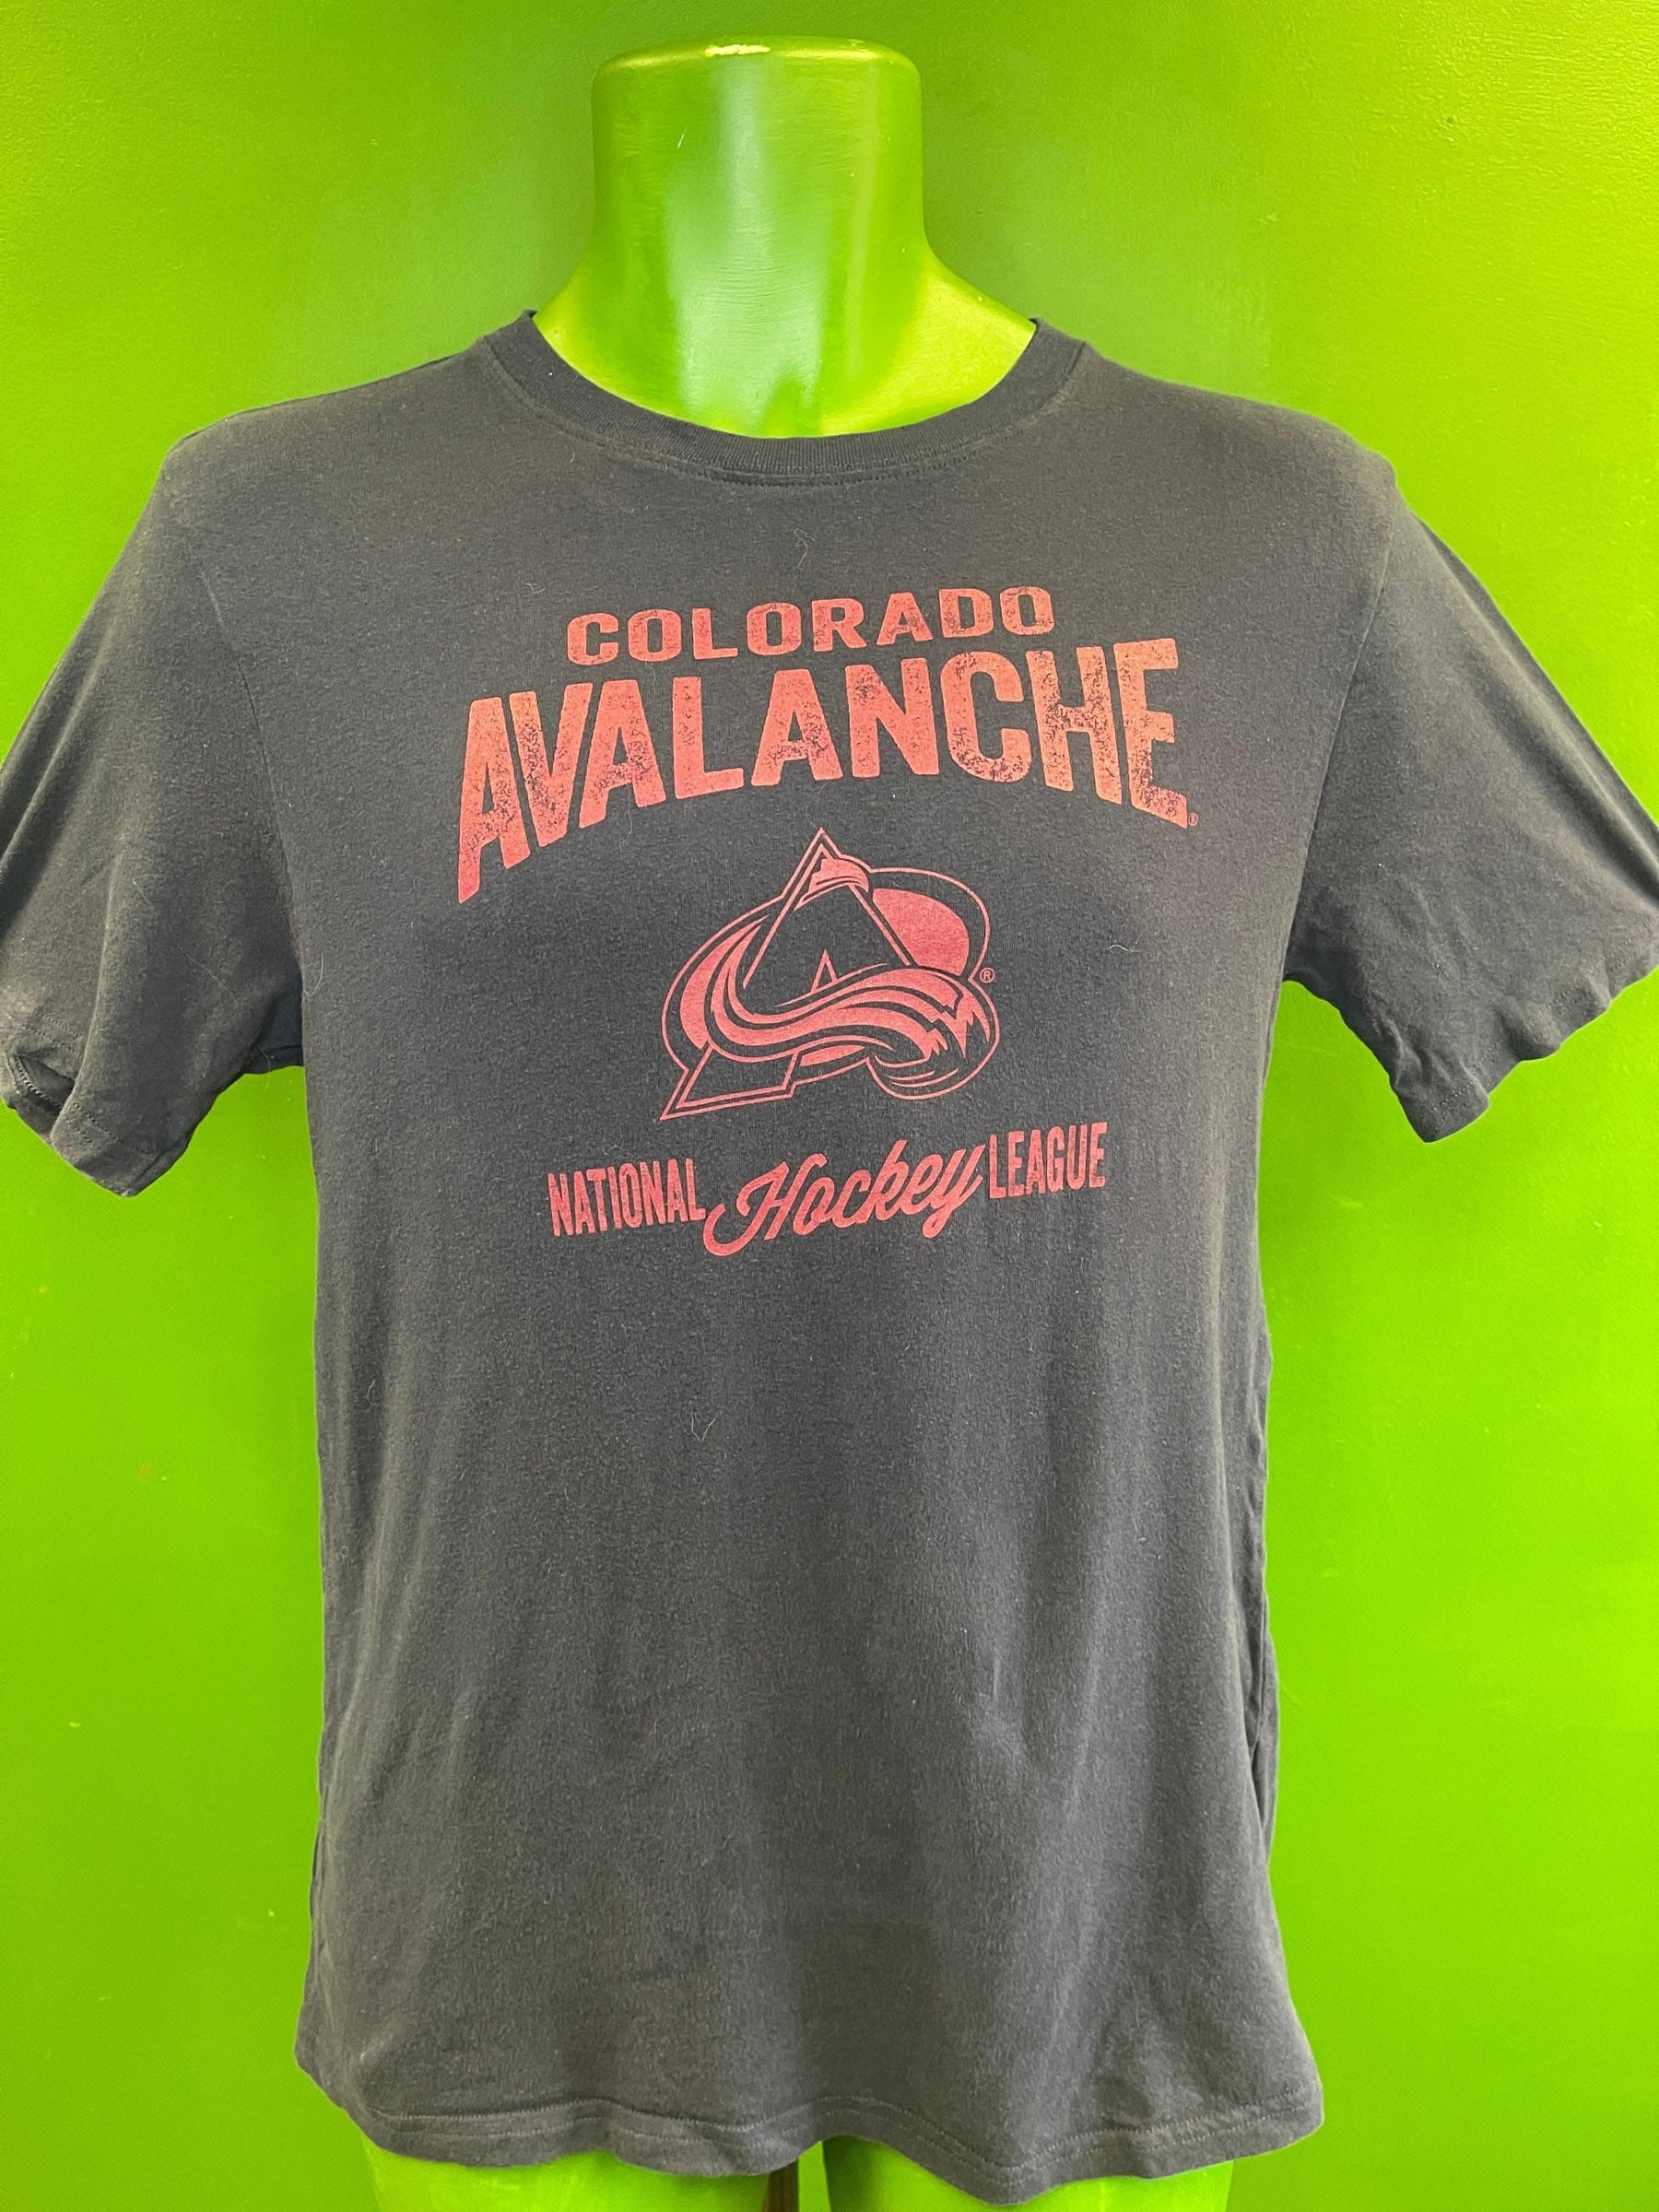 COLORADO
AVALANCHE®
®
NATIONAL Hockey LEAGUE